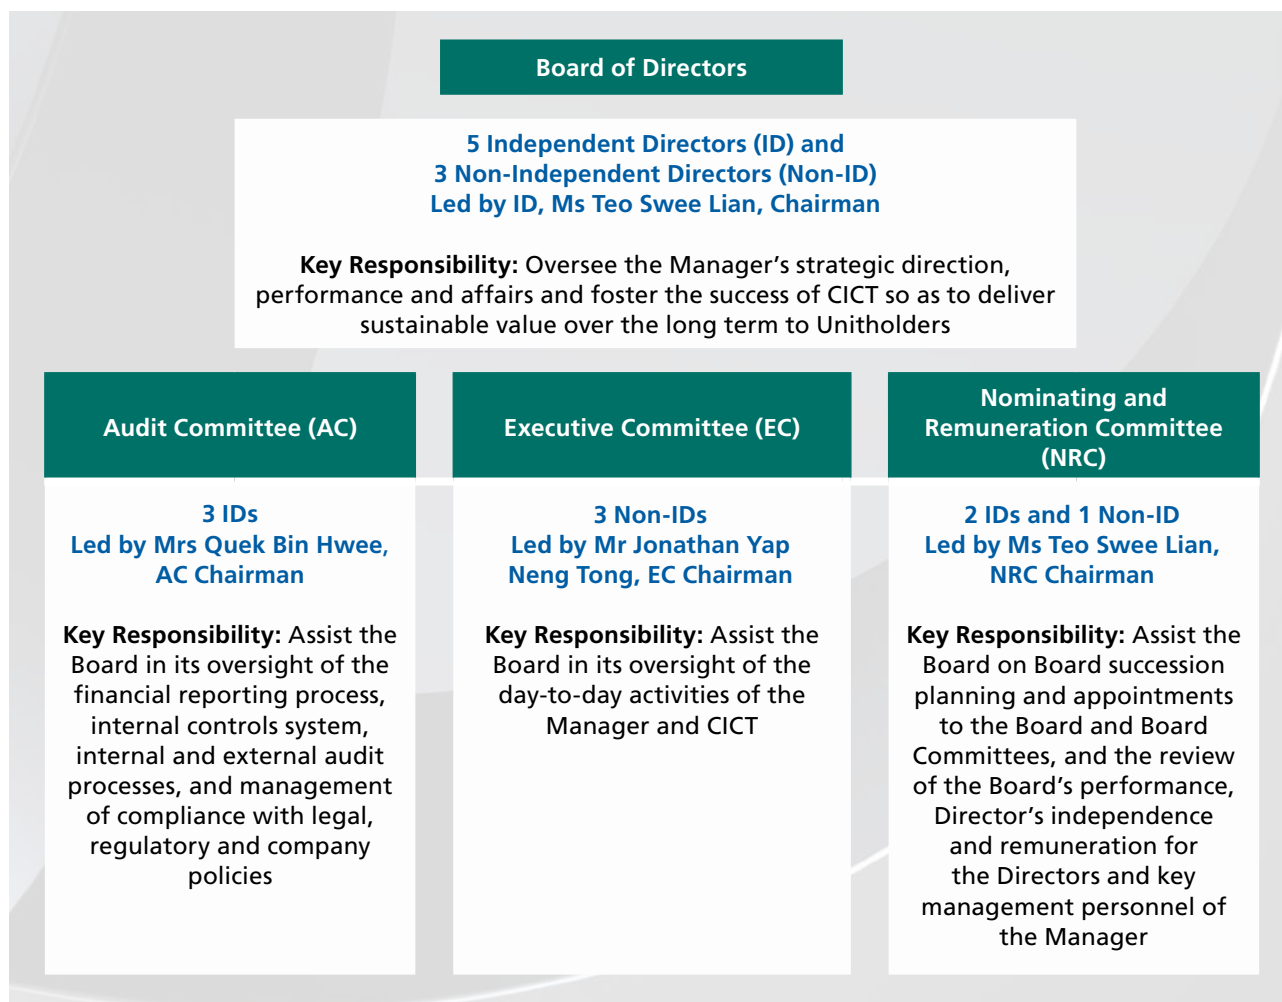 Board of Directors
5 Independent Directors (ID) and
3 Non-Independent Directors (Non-ID)
Led by ID, Ms Teo Swee Lian, Chairman
Key Responsibility: Oversee the Manager’s strategic direction,
performance and affairs and foster the success of CICT so as to deliver
sustainable value over the long term to Unitholders
Audit Committee (AC)
3 IDs
Led by Mrs Quek Bin Hwee,
AC Chairman
Key Responsibility: Assist the
Board in its oversight of the
financial reporting process,
internal controls system,
internal and external audit
processes, and management
of compliance with legal,
regulatory and company
policies
Executive Committee (EC)
3 Non-IDs
Led by Mr Jonathan Yap
Neng Tong, EC Chairman
Key Responsibility: Assist the
Board in its oversight of the
day-to-day activities of the
Manager and CICT
Nominating and
Remuneration Committee
(NRC)
2 IDs and 1 Non-ID
Led by Ms Teo Swee Lian,
NRC Chairman
Key Responsibility: Assist the
Board on Board succession
planning and appointments
to the Board and Board
Committees, and the review
of the Board’s performance,
Director’s independence
and remuneration for
the Directors and key
management personnel of
the Manager